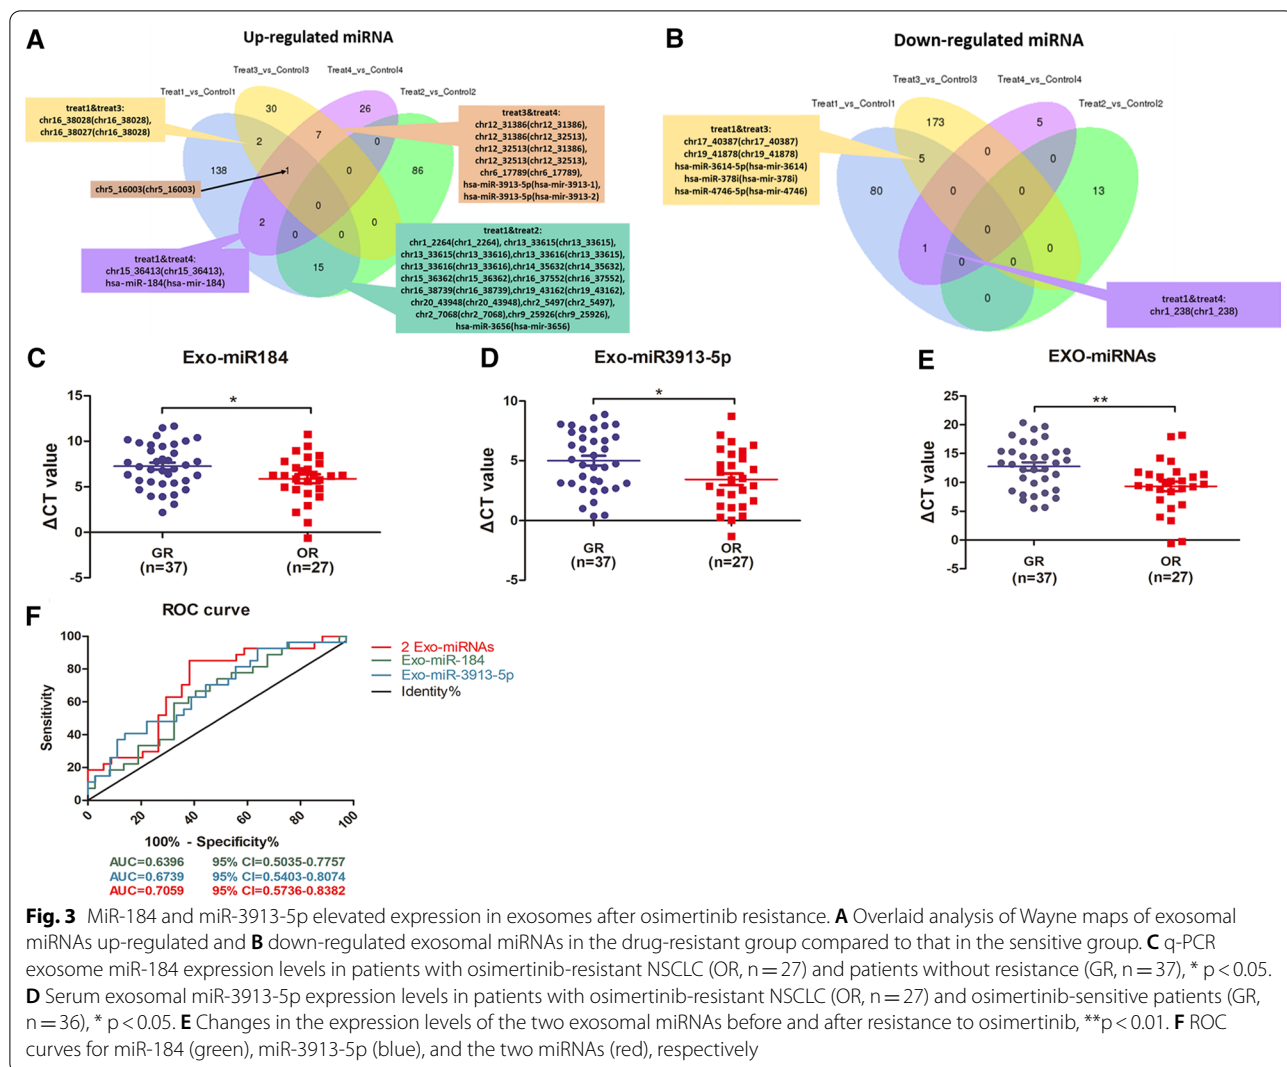 A
Up-regulated miRNA
Treat3_vs_Control3 Treat4_vs_Control4
Treat1_vs_Control1 Treat2_vs_Control2
treat1&treat3:
chr16_38028(chr16_38028),
chr16_38027(chr16_38028)
30
26
2
7
0
138
1
0
86
0
2
0
0
0
15
chr5_16003(chr5_16003)
treat3&treat4:
chr12_31386(chr12_31386),
chr12_31386(chr12_32513),
chr12_32513(chr12_31386),
chr12_32513(chr12_32513),
chr6_17789(chr6_17789),
hsa-miR-3913-5p(hsa-mir-3913-1),
hsa-miR-3913-5p(hsa-mir-3913-2)
treat1&treat4:
chr15_36413(chr15_36413),
hsa-miR-184(hsa-mir-184)
treat1&treat2:
chr1_2264(chr1_2264), chr13_33615(chr13_33615),
chr13_33615(chr13_33616),chr13_33616(chr13_33615),
chr13_33616(chr13_33616),chr14_35632(chr14_35632),
chr15_36362(chr15_36362),chr16_37552(chr16_37552),
chr16_38739(chr16_38739),chr19_43162(chr19_43162),
chr20_43948(chr20_43948),chr2_5497(chr2_5497),
chr2_7068(chr2_7068),chr9_25926(chr9_25926),
hsa-miR-3656(hsa-mir-3656)
B
Down-regulated miRNA
Treat3_vs_Control3 Treat4_vs_Control4
Treat1_vs_Control1 Treat2_vs_Control2
treat1&treat3:
chr17_40387(chr17_40387)
chr19_41878(chr19_41878)
hsa-miR-3614-5p(hsa-mir-3614)
hsa-miR-378i(hsa-mir-378i)
hsa-miR-4746-5p(hsa-mir-4746)
173
5
5
0
0
80
0
0
13
0
1
0
0
0
0
treat1&treat4:
chr1_238(chr1_238)
C
Exo-miR184
ΔCT value
15
10
5
0
-5
*
GR
(n=37)
OR
(n=27)
D
Exo-miR3913-5p
ΔCT value
10
5
0
-5
*
GR
(n=37)
OR
(n=27)
E
EXO-miRNAs
ΔCT value
25
20
15
10
5
0
-5
**
GR
(n=37)
OR
(n=27)
F
ROC curve
Sensitivity
100
80
60
40
20
0
0 20 40 60 80 100
100% - Specificity%
2 Exo-miRNAs
Exo-miR-184
Exo-miR-3913-5p
Identity%
AUC=0.6396 95% CI=0.5035-0.7757
AUC=0.6739 95% CI=0.5403-0.8074
AUC=0.7059 95% CI=0.5736-0.8382
Fig. 3 MiR-184 and miR-3913-5p elevated expression in exosomes after osimertinib resistance. A Overlaid analysis of Wayne maps of exosomal
miRNAs up-regulated and B down-regulated exosomal miRNAs in the drug-resistant group compared to that in the sensitive group. C q-PCR
exosome miR-184 expression levels in patients with osimertinib-resistant NSCLC (OR, n = 27) and patients without resistance (GR, n = 37), * p < 0.05.
D Serum exosomal miR-3913-5p expression levels in patients with osimertinib-resistant NSCLC (OR, n = 27) and osimertinib-sensitive patients (GR,
n = 36), * p < 0.05. E Changes in the expression levels of the two exosomal miRNAs before and after resistance to osimertinib, **p < 0.01. F ROC
curves for miR-184 (green), miR-3913-5p (blue), and the two miRNAs (red), respectively